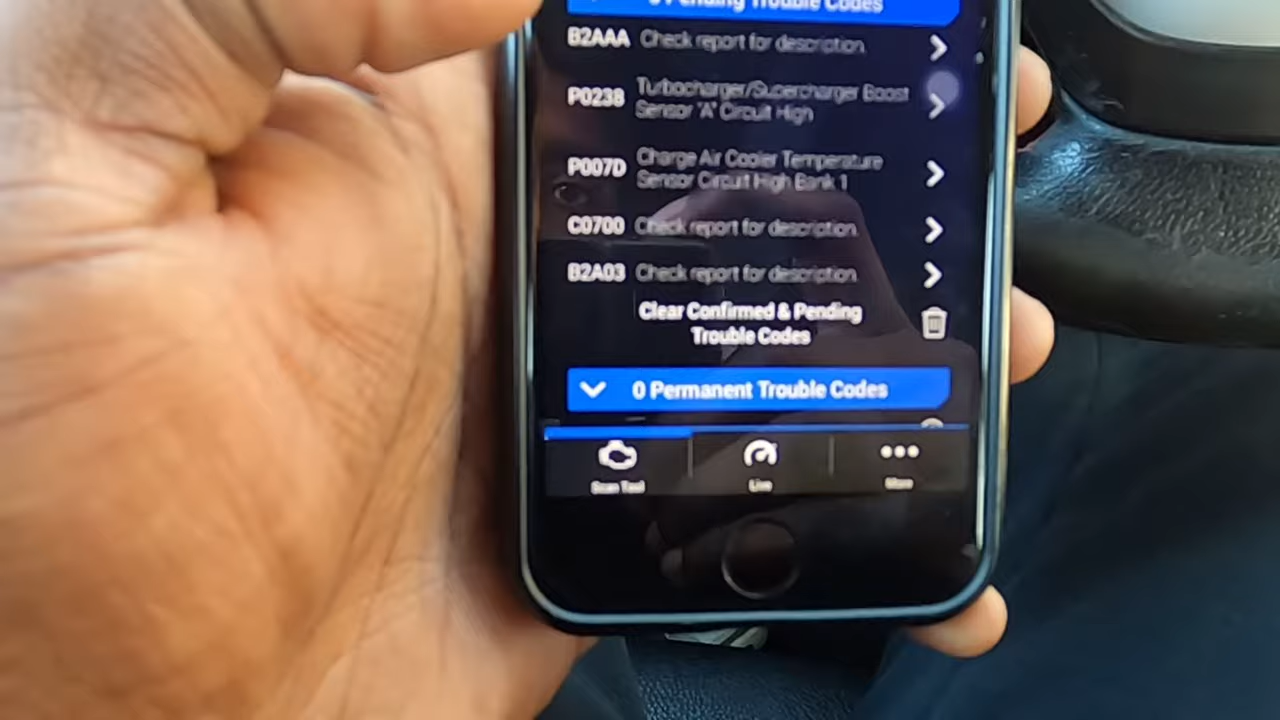 Pending Trouble Codes
B2AAA Check report for description.
P0238 Turbocharger/Supercharger Boost
Sensor "A" Circuit High
P007D Charge Air Cooler Temperature
Sensor Circuit High Bank 1
C0700 Check report for description.
B2A03 Check report for description.
Clear Confirmed & Pending
Trouble Codes
0 Permanent Trouble Codes
Scan Tool Live More